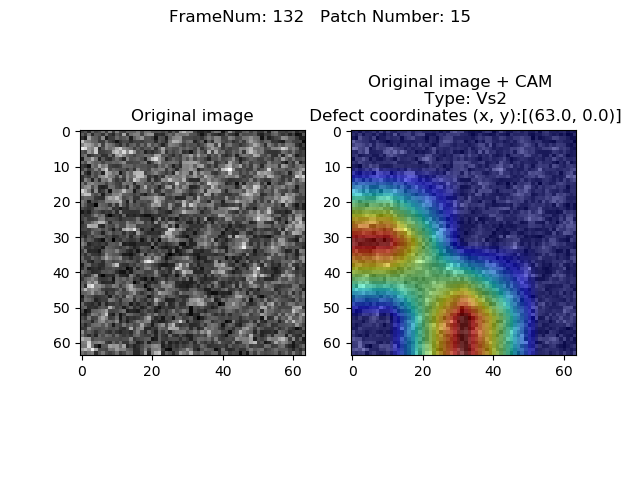 FrameNum: 132   Patch Number: 15
Original image
Original image + CAM
Type: Vs2
Defect coordinates (x, y):[(63.0, 0.0)]
0
10
20
30
40
50
60
0 20 40 60
0
10
20
30
40
50
60
0 20 40 60